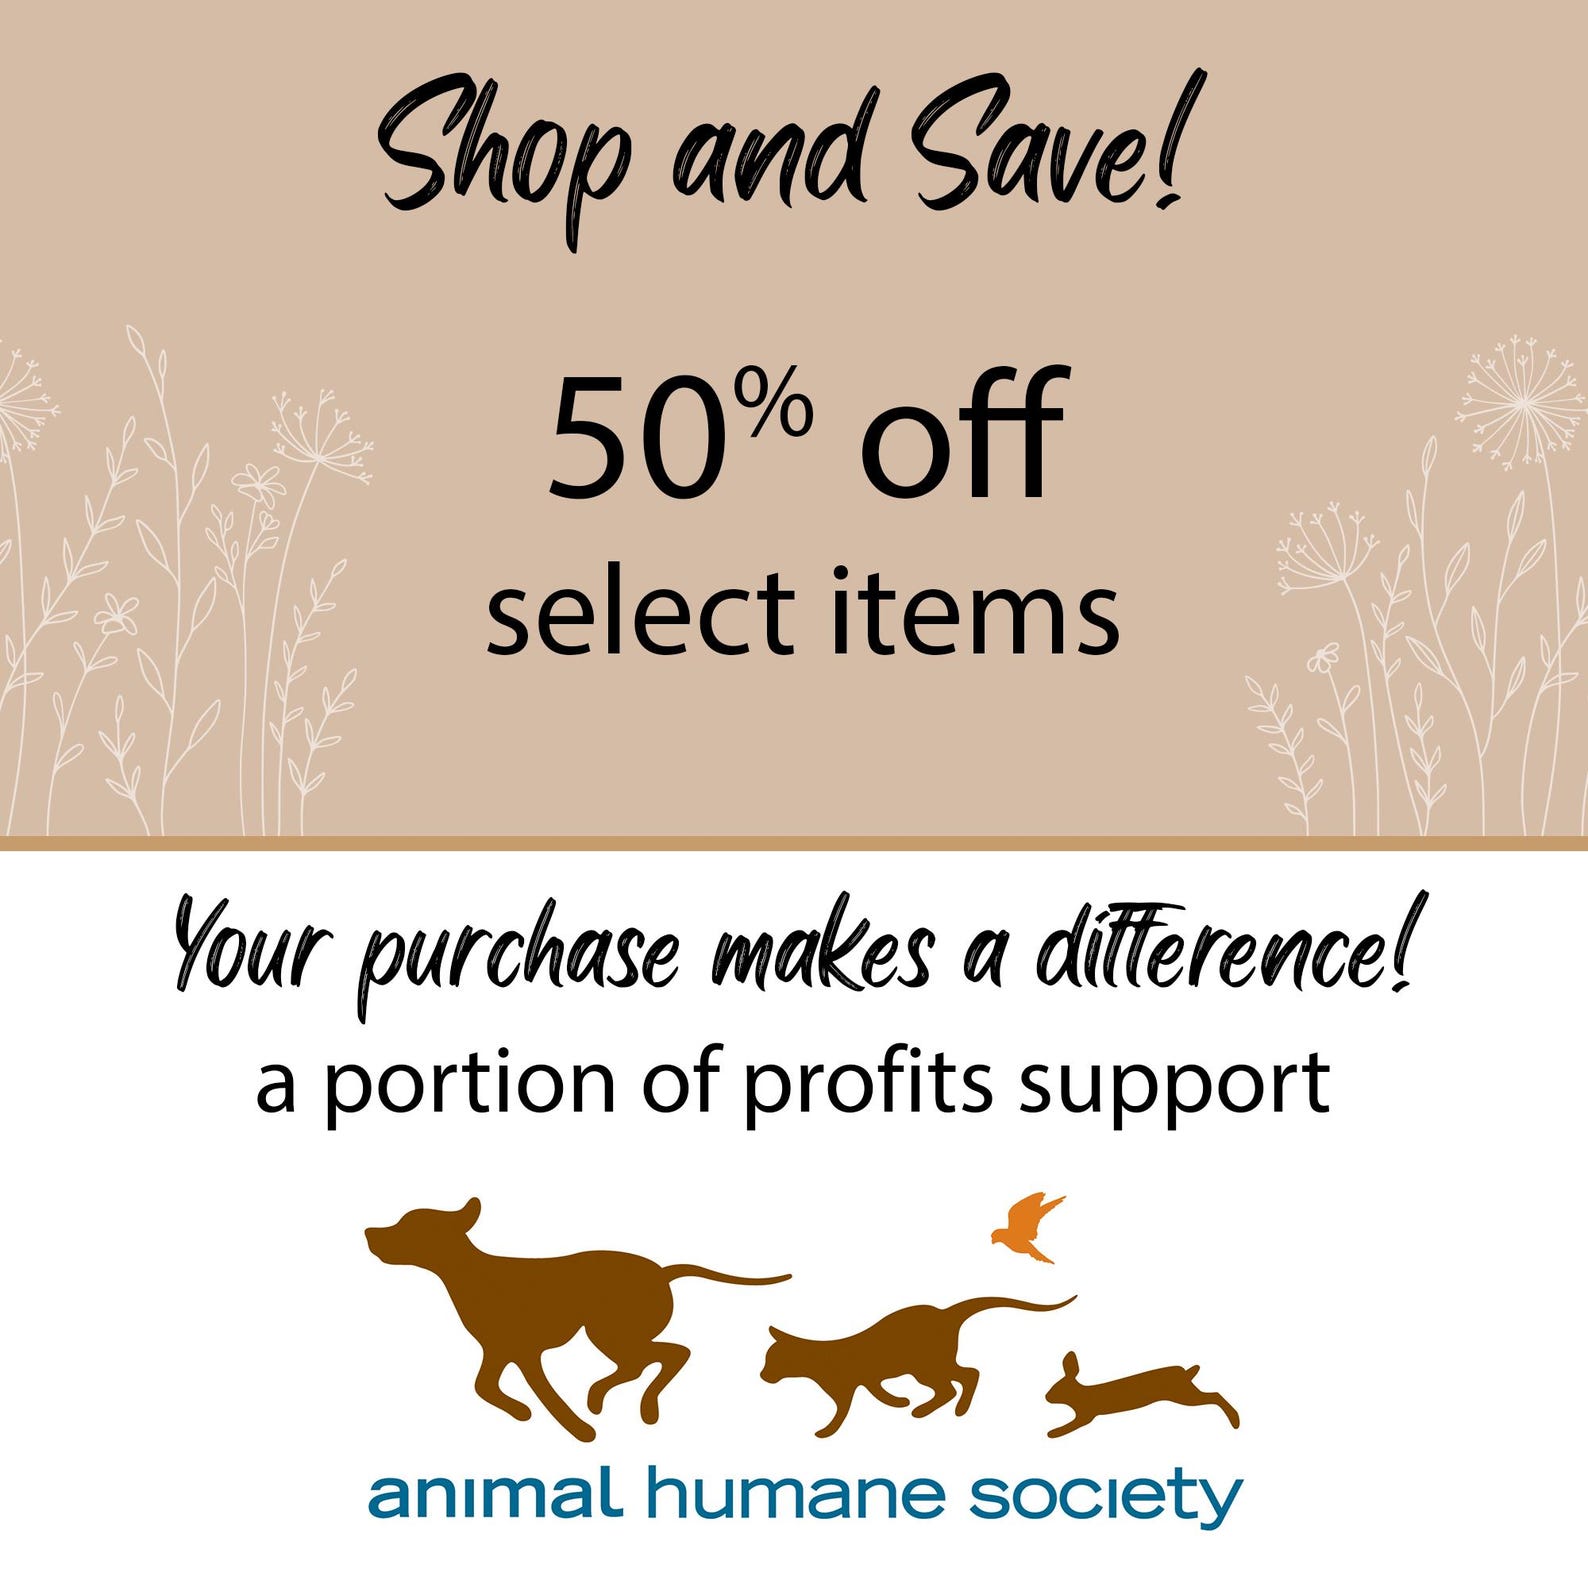 Shop and Save!
50% off
select items
Your purchase makes a difference!
a portion of profits support
animal humane society